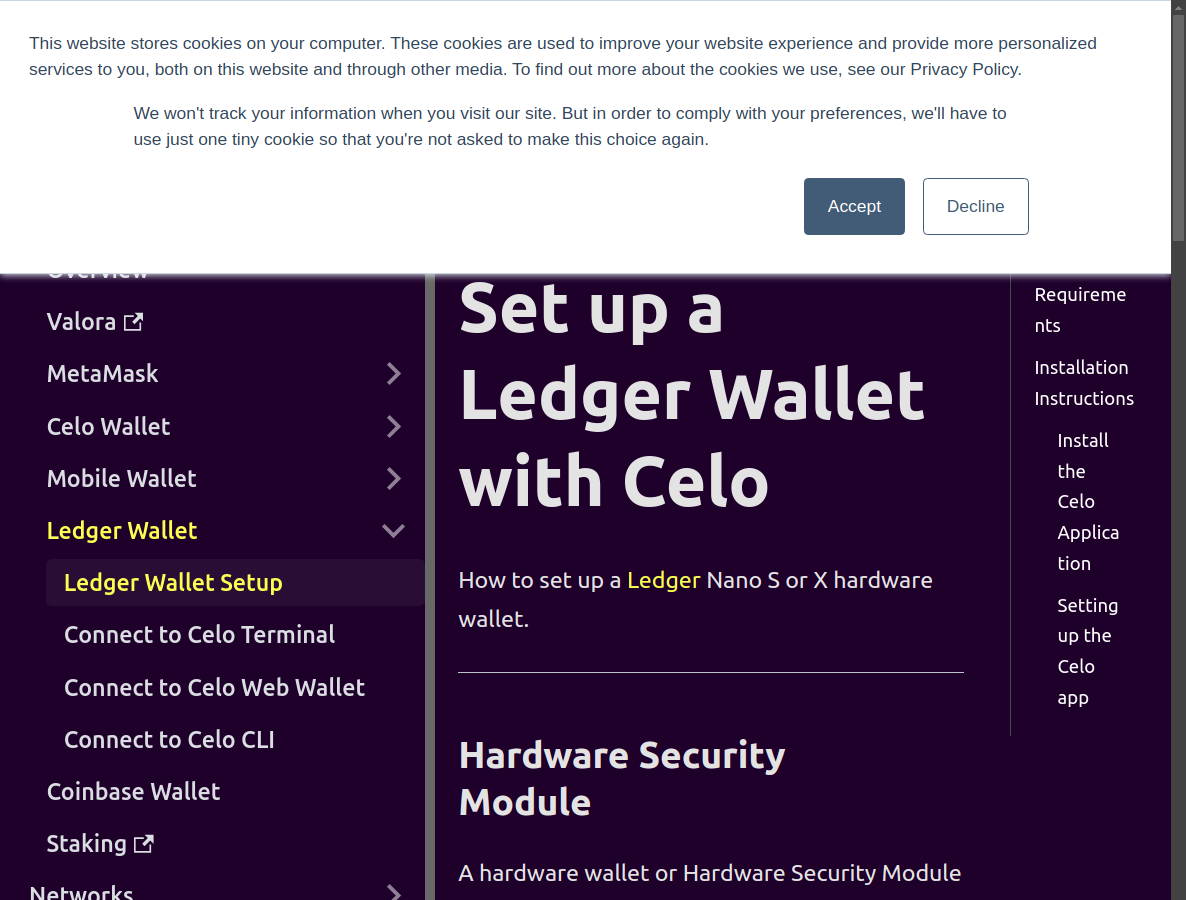 This website stores cookies on your computer. These cookies are used to improve your website experience and provide more personalized
services to you, both on this website and through other media. To find out more about the cookies we use, see our Privacy Policy.
We won't track your information when you visit our site. But in order to comply with your preferences, we'll have to
use just one tiny cookie so that you're not asked to make this choice again.
Accept
Decline
Overview
Valora
MetaMask
Celo Wallet
Mobile Wallet
Ledger Wallet
Ledger Wallet Setup
Connect to Celo Terminal
Connect to Celo Web Wallet
Connect to Celo CLI
Coinbase Wallet
Staking
Networks
Set up a
Ledger Wallet
with Celo
How to set up a Ledger Nano S or X hardware
wallet.
Hardware Security
Module
A hardware wallet or Hardware Security Module
Requireme
nts
Installation
Instructions
Install
the
Celo
Applica
tion
Setting
up the
Celo
app